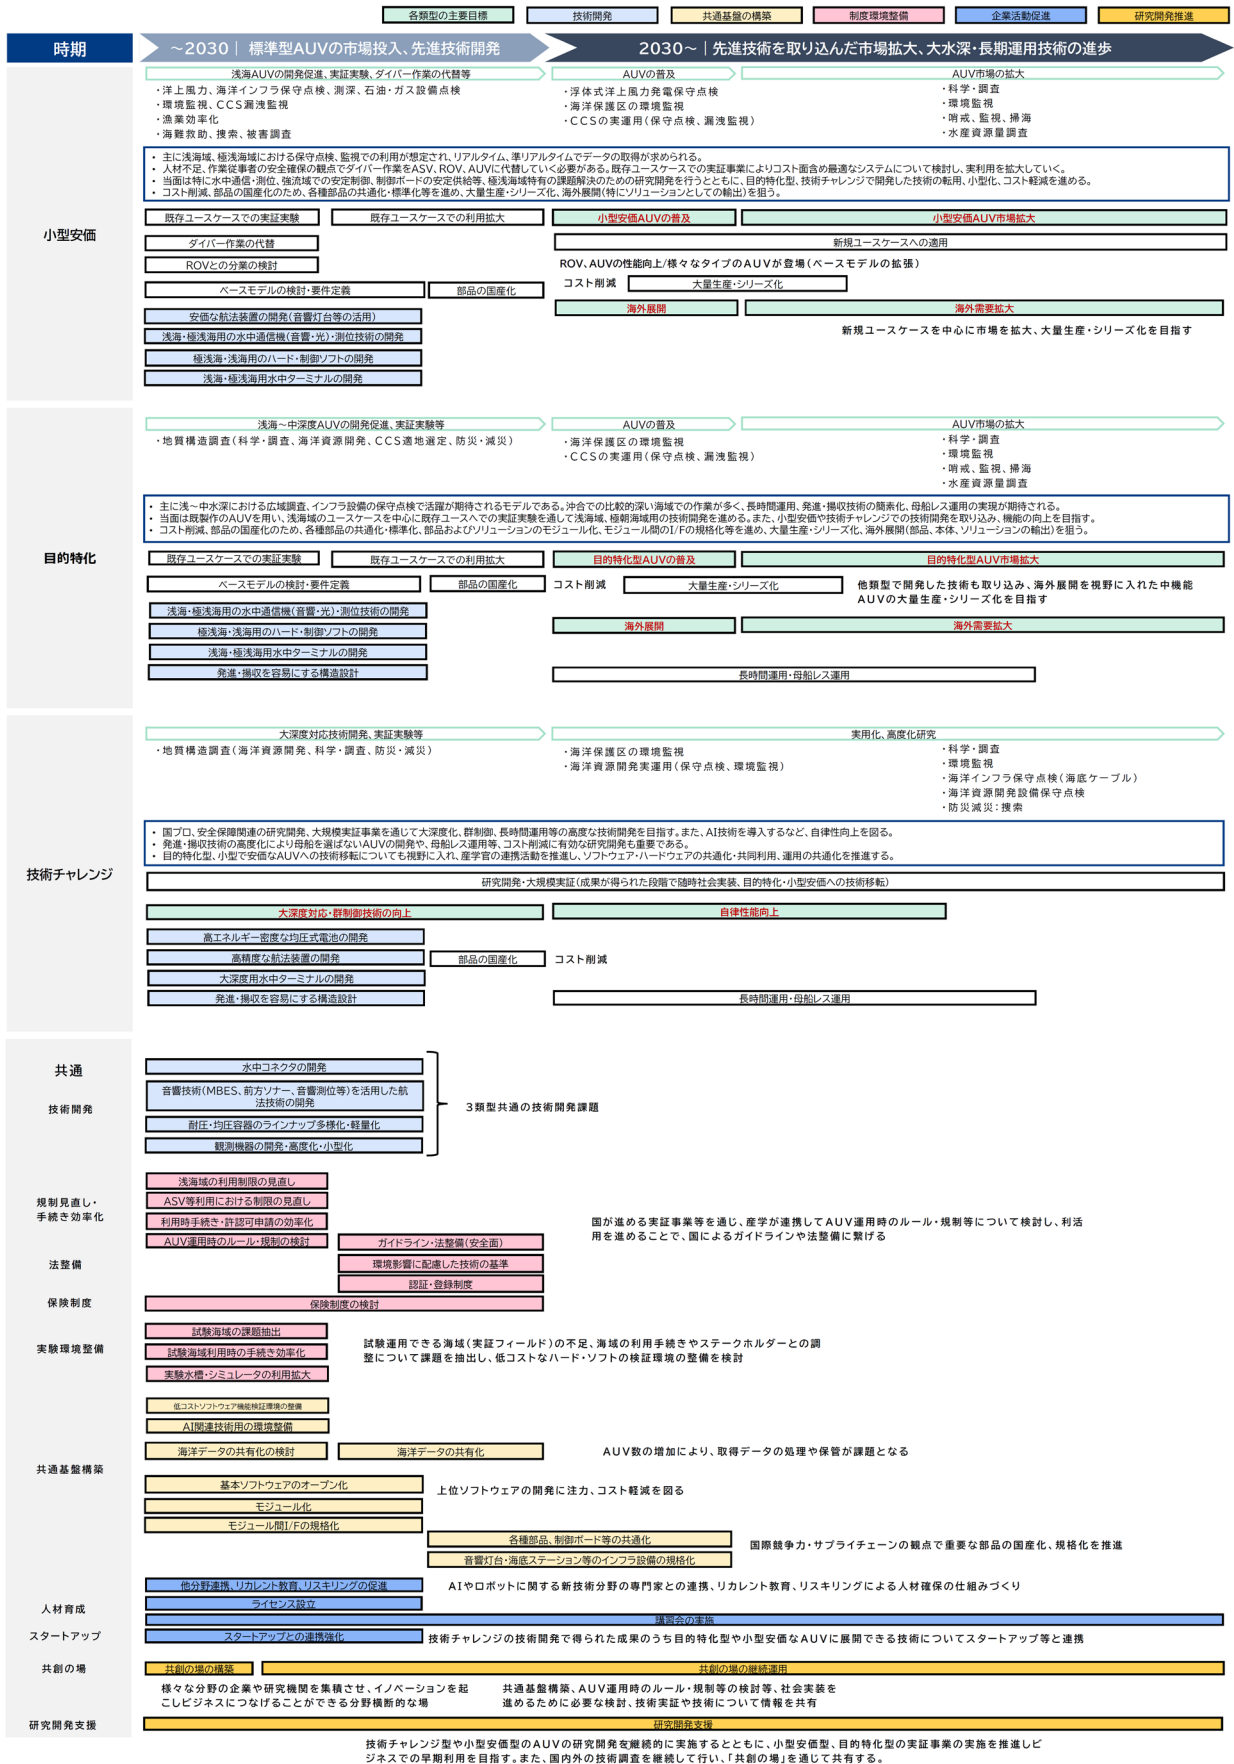 各類型の主要目標
技術開発
共通基盤の構築
制度環境整備
企業活動促進
研究開発推進
時期
～2030｜標準型AUVの市場投入、先進技術開発
2030～｜先進技術を取り込んだ市場拡大、大水深・長期運用技術の進歩
小型安価
浅海AUVの開発促進、実証実験、ダイバー作業の代替等
AUVの普及
AUV市場の拡大
・洋上風力、海洋インフラ保守点検、測深、石油・ガス設備点検
・環境監視、CCS漏洩監視
・漁業効率化
・海難救助、捜索、被害調査
・浮体式洋上風力発電保守点検
・海洋保護区の環境監視
・CCSの実運用(保守点検、漏洩監視)
・科学・調査
・環境監視
・哨戒、監視、掃海
・水産資源量調査
・主に浅海域、極浅海域における保守点検、監視での利用が想定され、リアルタイム、準リアルタイムでデータの取得が求められる。
・人材不足、作業従事者の安全確保の観点でダイバー作業をASV、ROV、AUVに代替していく必要がある。既存ユースケースでの実証事業によりコスト面含め最適なシステムについて検討し、実利用を拡大していく。
・当面は特に水中通信・測位、強流域での安定制御、制御ボードの安定供給等、極浅海域特有の課題解決のための研究開発を行うとともに、目的特化型、技術チャレンジで開発した技術の転用、小型化、コスト軽減を進める。
・コスト削減、部品の国産化のため、各種部品の共通化・標準化等を進め、大量生産・シリーズ化、海外展開(特にソリューションとしての輸出)を狙う。
既存ユースケースでの実証実験
既存ユースケースでの利用拡大
小型安価AUVの普及
小型安価AUV市場拡大
ダイバー作業の代替
新規ユースケースへの適用
ROVとの分業の検討
ROV、AUVの性能向上/様々なタイプのAUVが登場(ベースモデルの拡張)
ベースモデルの検討・要件定義
部品の国産化
コスト削減
大量生産・シリーズ化
安価な航法装置の開発(音響灯台等の活用)
海外展開
海外需要拡大
浅海・極浅海用の水中通信機(音響・光)・測位技術の開発
新規ユースケースを中心に市場を拡大、大量生産・シリーズ化を目指す
極浅海・浅海用のハード・制御ソフトの開発
浅海・極浅海用水中ターミナルの開発
目的特化
浅海～中深度AUVの開発促進、実証実験等
AUVの普及
AUV市場の拡大
・地質構造調査(科学・調査、海洋資源開発、CCS適地選定、防災・減災)
・海洋保護区の環境監視
・CCSの実運用(保守点検、漏洩監視)
・科学・調査
・環境監視
・哨戒、監視、掃海
・水産資源量調査
・主に浅～中水深における広域調査、インフラ設備の保守点検で活躍が期待されるモデルである。沖合での比較的深い海域での作業が多く、長時間運用、発進・揚収技術の簡素化、母船レス運用の実現が期待される。
・当面は既製作のAUVを用い、浅海域のユースケースを中心に既存ユースへでの実証実験を通して浅海域、極朝海域用の技術開発を進める。また、小型安価や技術チャレンジでの技術開発を取り込み、機能の向上を目指す。
・コスト削減、部品の国産化のため、各種部品の共通化・標準化、部品およびソリューションのモジュール化、モジュール間のI/Fの規格化等を進め、大量生産・シリーズ化、海外展開(部品、本体、ソリューションの輸出)を狙う。
既存ユースケースでの実証実験
既存ユースケースでの利用拡大
目的特化型AUVの普及
目的特化型AUV市場拡大
ベースモデルの検討・要件定義
部品の国産化
コスト削減
大量生産・シリーズ化
他類型で開発した技術も取り込み、海外展開を視野に入れた中機能
AUVの大量生産・シリーズ化を目指す
浅海・極浅海用の水中通信機(音響・光)・測位技術の開発
極浅海・浅海用のハード・制御ソフトの開発
海外展開
海外需要拡大
浅海・極浅海用水中ターミナルの開発
発進・揚収を容易にする構造設計
長時間運用・母船レス運用
技術チャレンジ
大深度対応技術開発、実証実験等
実用化、高度化研究
・地質構造調査(海洋資源開発、科学・調査、防災・減災)
・海洋保護区の環境監視
・海洋資源開発実運用(保守点検、環境監視)
・科学・調査
・環境監視
・海洋インフラ保守点検(海底ケーブル)
・海洋資源開発設備保守点検
・防災減災:捜索
・国プロ、安全保障関連の研究開発、大規模実証事業を通じて大深度化、群制御、長時間運用等の高度な技術開発を目指す。また、AI技術を導入するなど、自律性向上を図る。
・発進・揚収技術の高度化により母船を選ばないAUVの開発や、母船レス運用等、コスト削減に有効な研究開発も重要である。
・目的特化型、小型で安価なAUVへの技術移転についても視野に入れ、産学官の連携活動を推進し、ソフトウェア・ハードウェアの共通化・共同利用、運用の共通化を推進する。
研究開発・大規模実証(成果が得られた段階で随時社会実装、目的特化・小型安価への技術移転)
大深度対応・群制御技術の向上
自律性能向上
高エネルギー密度な均圧式電池の開発
高精度な航法装置の開発
部品の国産化
コスト削減
大深度用水中ターミナルの開発
発進・揚収を容易にする構造設計
長時間運用・母船レス運用
共通
技術開発
水中コネクタの開発
音響技術(MBES、前方ソナー、音響測位等)を活用した航
法技術の開発
3類型共通の技術開発課題
耐圧・均圧容器のラインナップ多様化・軽量化
観測機器の開発・高度化・小型化
規制見直し・
手続き効率化
浅海域の利用制限の見直し
ASV等利用における制限の見直し
利用時手続き・許認可申請の効率化
AUV運用時のルール・規制の検討
国が進める実証事業等を通じ、産学が連携してAUV運用時のルール・規制等について検討し、利活
用を進めることで、国によるガイドラインや法整備に繋げる
法整備
ガイドライン・法整備(安全面)
環境影響に配慮した技術の基準
認証・登録制度
保険制度
保険制度の検討
実験環境整備
試験海域の課題抽出
試験海域利用時の手続き効率化
実験水槽・シミュレータの利用拡大
試験運用できる海域(実証フィールド)の不足、海域の利用手続きやステークホルダーとの調
整について課題を抽出し、低コストなハード・ソフトの検証環境の整備を検討
共通基盤構築
低コストソフトウェア機能検証環境の整備
AI関連技術用の環境整備
海洋データの共有化の検討
海洋データの共有化
AUV数の増加により、取得データの処理や保管が課題となる
基本ソフトウェアのオープン化
上位ソフトウェアの開発に注力、コスト軽減を図る
モジュール化
モジュール間I/Fの規格化
各種部品、制御ボード等の共通化
音響灯台・海底ステーション等のインフラ設備の規格化
国際競争力・サプライチェーンの観点で重要な部品の国産化、規格化を推進
人材育成
他分野連携、リカレント教育、リスキリングの促進
AIやロボットに関する新技術分野の専門家との連携、リカレント教育、リスキリングによる人材確保の仕組みづくり
ライセンス設立
講習会の実施
スタートアップ
スタートアップとの連携強化
技術チャレンジの技術開発で得られた成果のうち目的特化型や小型安価なAUVに展開できる技術についてスタートアップ等と連携
共創の場
共創の場の構築
共創の場の継続運用
様々な分野の企業や研究機関を集積させ、イノベーションを起
こしビジネスにつなげることができる分野横断的な場
共通基盤構築、AUV運用時のルール・規制等の検討等、社会実装を
進めるために必要な検討、技術実証や技術について情報を共有
研究開発支援
研究開発支援
技術チャレンジ型や小型安価型のAUVの研究開発を継続的に実施するとともに、小型安価型、目的特化型の実証事業の実施を推進しビ
ジネスでの早期利用を目指す。また、国内外の技術調査を継続して行い、「共創の場」を通じて共有する。